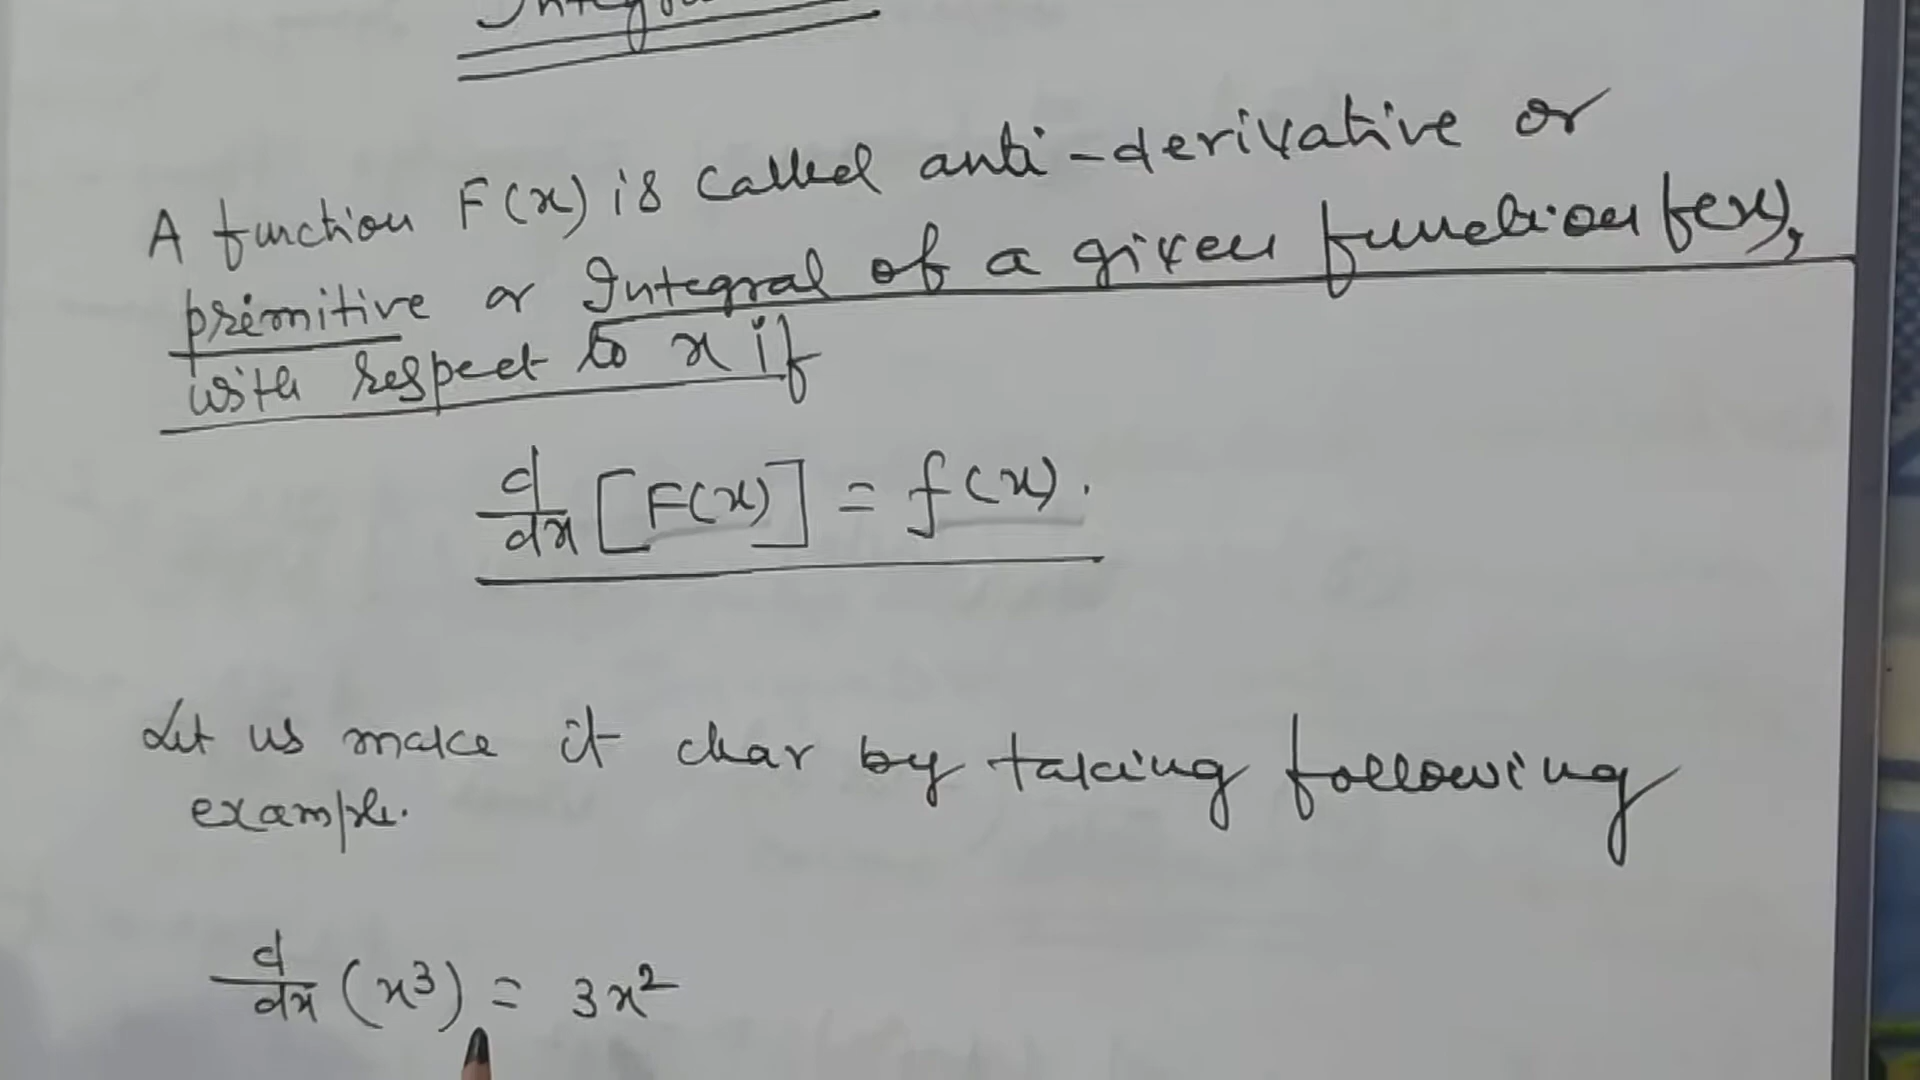 A function F(x) is called anti-derivative or
primitive or Integral of a given function f(x),
with respect to x if
d/dx [F(x)] = f(x).
Let us make it clear by taking following
example.
d/dx (x³) = 3x²